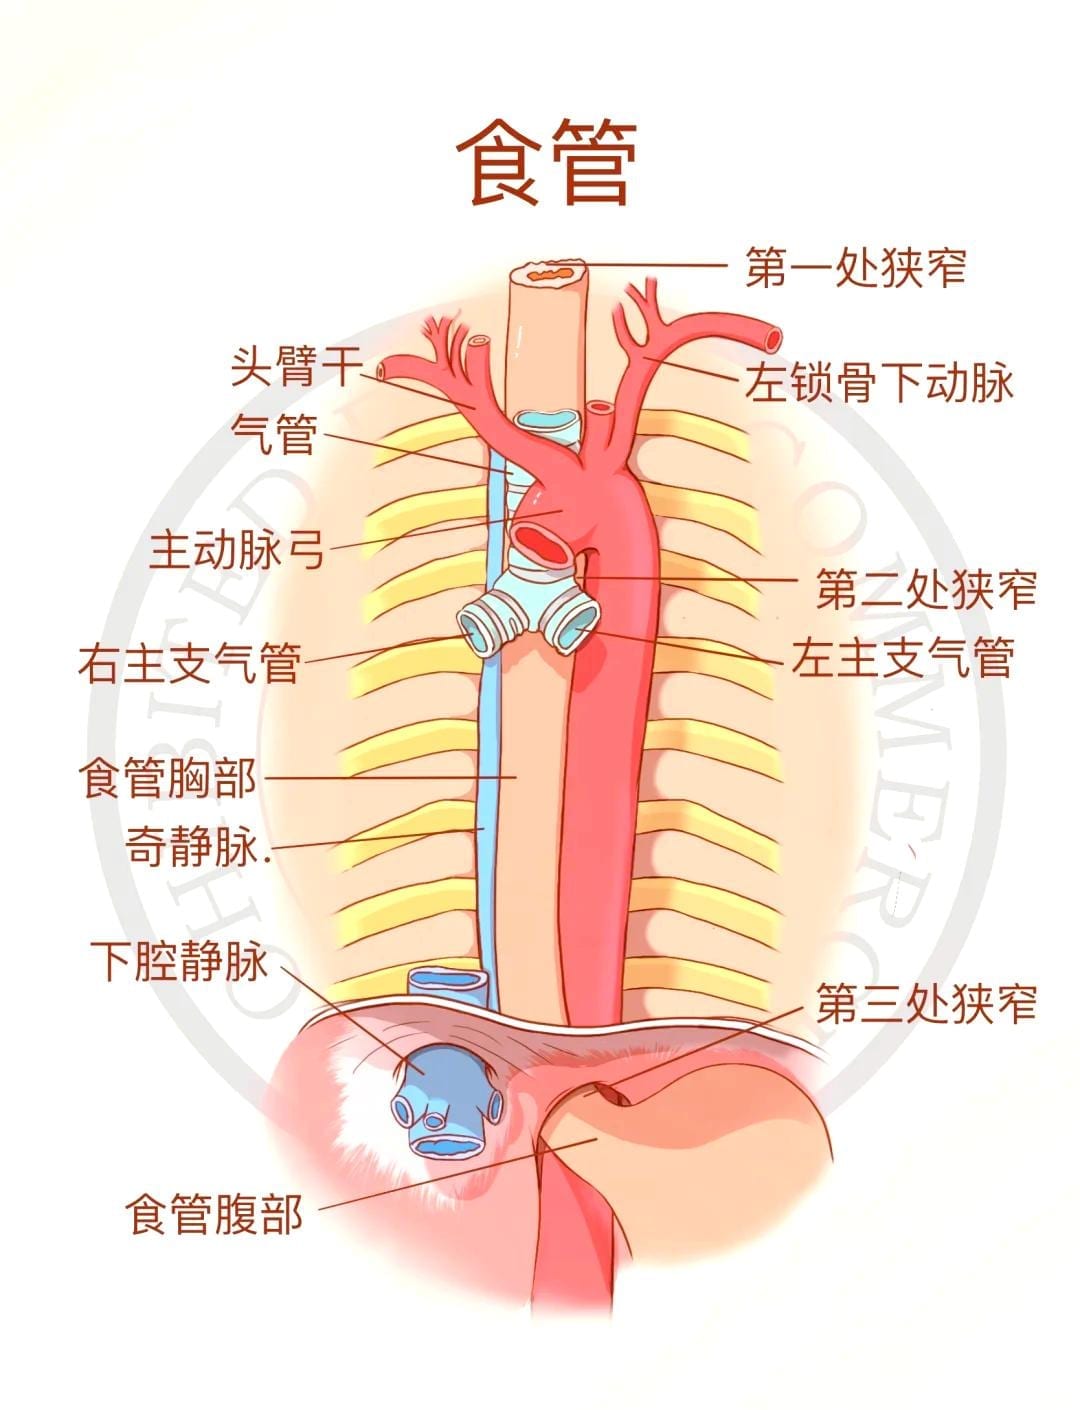 食管
第一处狭窄
头臂干
左锁骨下动脉
气管
主动脉弓
第二处狭窄
右主支气管
左主支气管
食管胸部
奇静脉.
下腔静脉
第三处狭窄
食管腹部